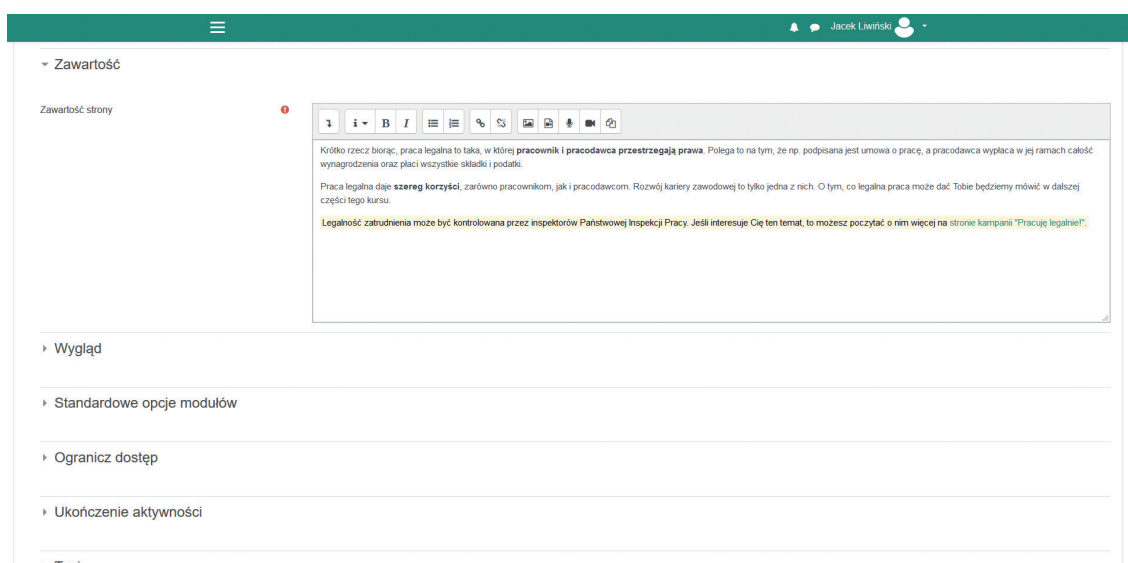 Jacek Liwiński
Zawartość
Zawartość strony
i B I
Krótko rzecz biorąc, praca legalna to taka, w której pracownik i pracodawca przestrzegają prawa. Polega to na tym, że np. podpisana jest umowa o pracę, a pracodawca wypłaca w jej ramach całość
wynagrodzenia oraz płaci wszystkie składki i podatki.
Praca legalna daje szereg korzyści, zarówno pracownikom, jak i pracodawcom. Rozwój kariery zawodowej to tylko jedna z nich. O tym, co legalna praca może dać Tobie będziemy mówić w dalszej
części tego kursu.
Legalność zatrudnienia może być kontrolowana przez inspektorów Państwowej Inspekcji Pracy. Jeśli interesuje Cię ten temat, to możesz poczytać o nim więcej na stronie kampanii "Pracuję legalnie!".
Wygląd
Standardowe opcje modułów
Ogranicz dostęp
Ukończenie aktywności